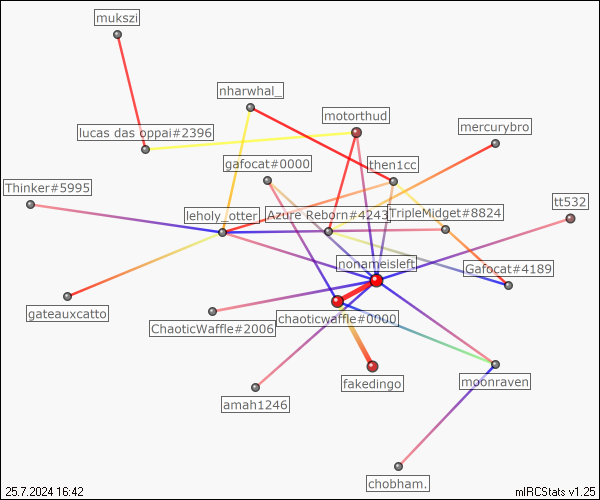 mukszi
nharwhal_
motorthud
mercurybro
lucas das oppai#2396
gafocat#0000
then1cc
Thinker#5995
tt532
leholy_otter
Azure Reborn#4243
TripleMidget#8824
nonameisleft
Gafocat#4189
gateauxcatto
ChaoticWaffle#2006
chaoticwaffle#0000
fakedingo
moonraven
amah1246
chobham.
25.7.2024 16:42
mIRCStats v1.25